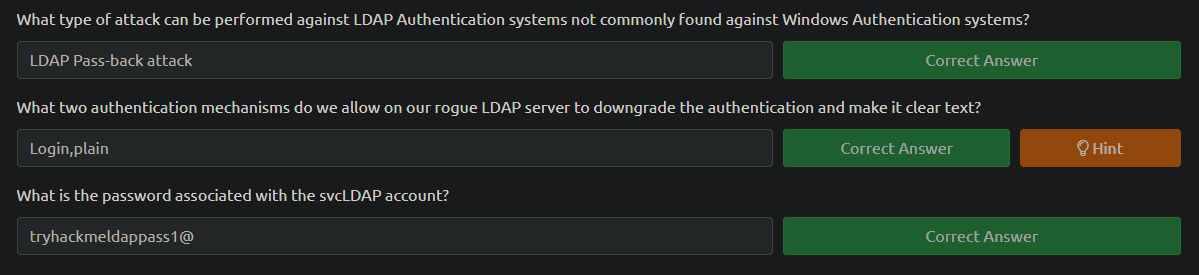 What type of attack can be performed against LDAP Authentication systems not commonly found against Windows Authentication systems?
LDAP Pass-back attack
Correct Answer
What two authentication mechanisms do we allow on our rogue LDAP server to downgrade the authentication and make it clear text?
Login,plain
Correct Answer
Hint
What is the password associated with the svcLDAP account?
tryhackmeldappass1@
Correct Answer